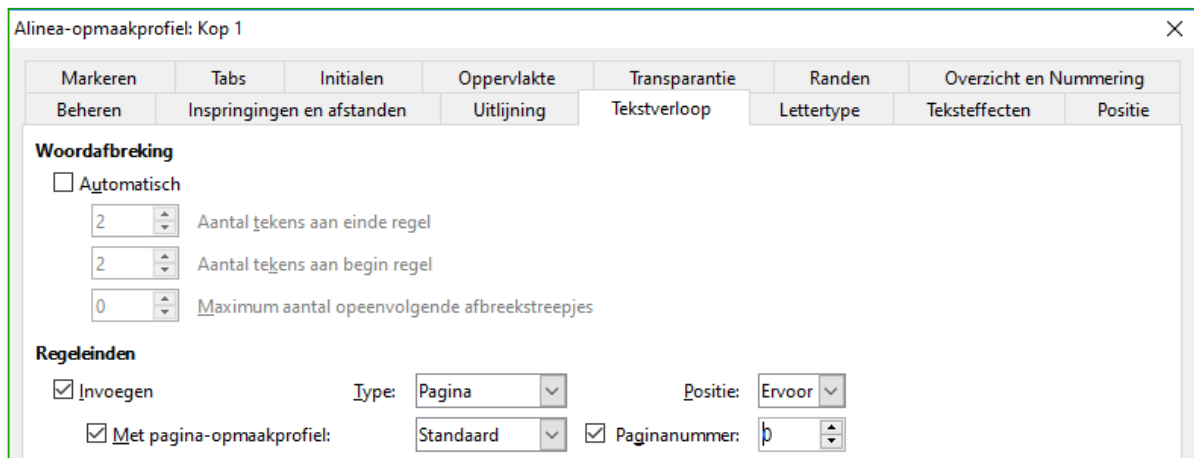 Alinea-opmaakprofiel: Kop 1
Markeren Tabs Initialen Oppervlakte Transparantie Randen Overzicht en Nummering
Beheren Inspringingen en afstanden Uitlijning Tekstverloop Lettertype Teksteffecten Positie
Woordafbreking
Automatisch
2 Aantal tekens aan einde regel
2 Aantal tekens aan begin regel
0 Maximum aantal opeenvolgende afbreekstreepjes
Regeleinden
Invoegen Type: Pagina Positie: Ervoor
Met pagina-opmaakprofiel: Standaard Paginanummer: 0